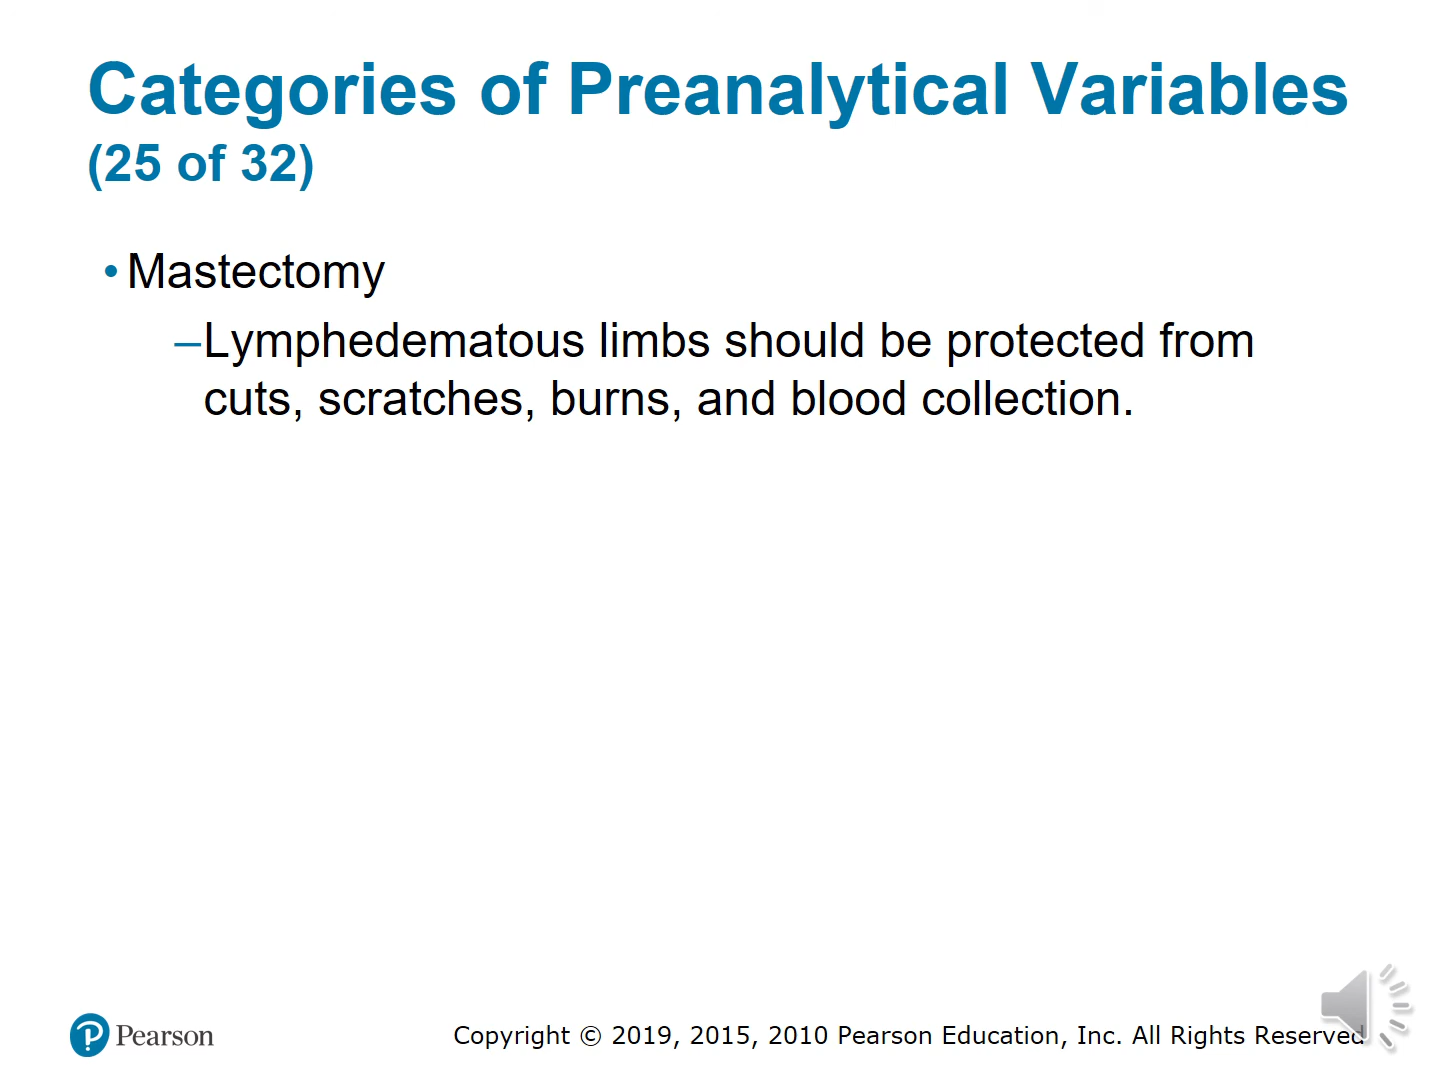 Categories of Preanalytical Variables
(25 of 32)
• Mastectomy
–Lymphedematous limbs should be protected from
cuts, scratches, burns, and blood collection.
Pearson
Copyright © 2019, 2015, 2010 Pearson Education, Inc. All Rights Reserved